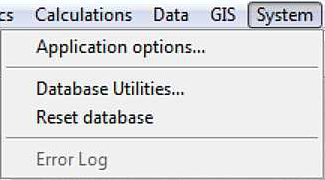 cs Calculations Data GIS System
Application options...
Database Utilities...
Reset database
Error Log